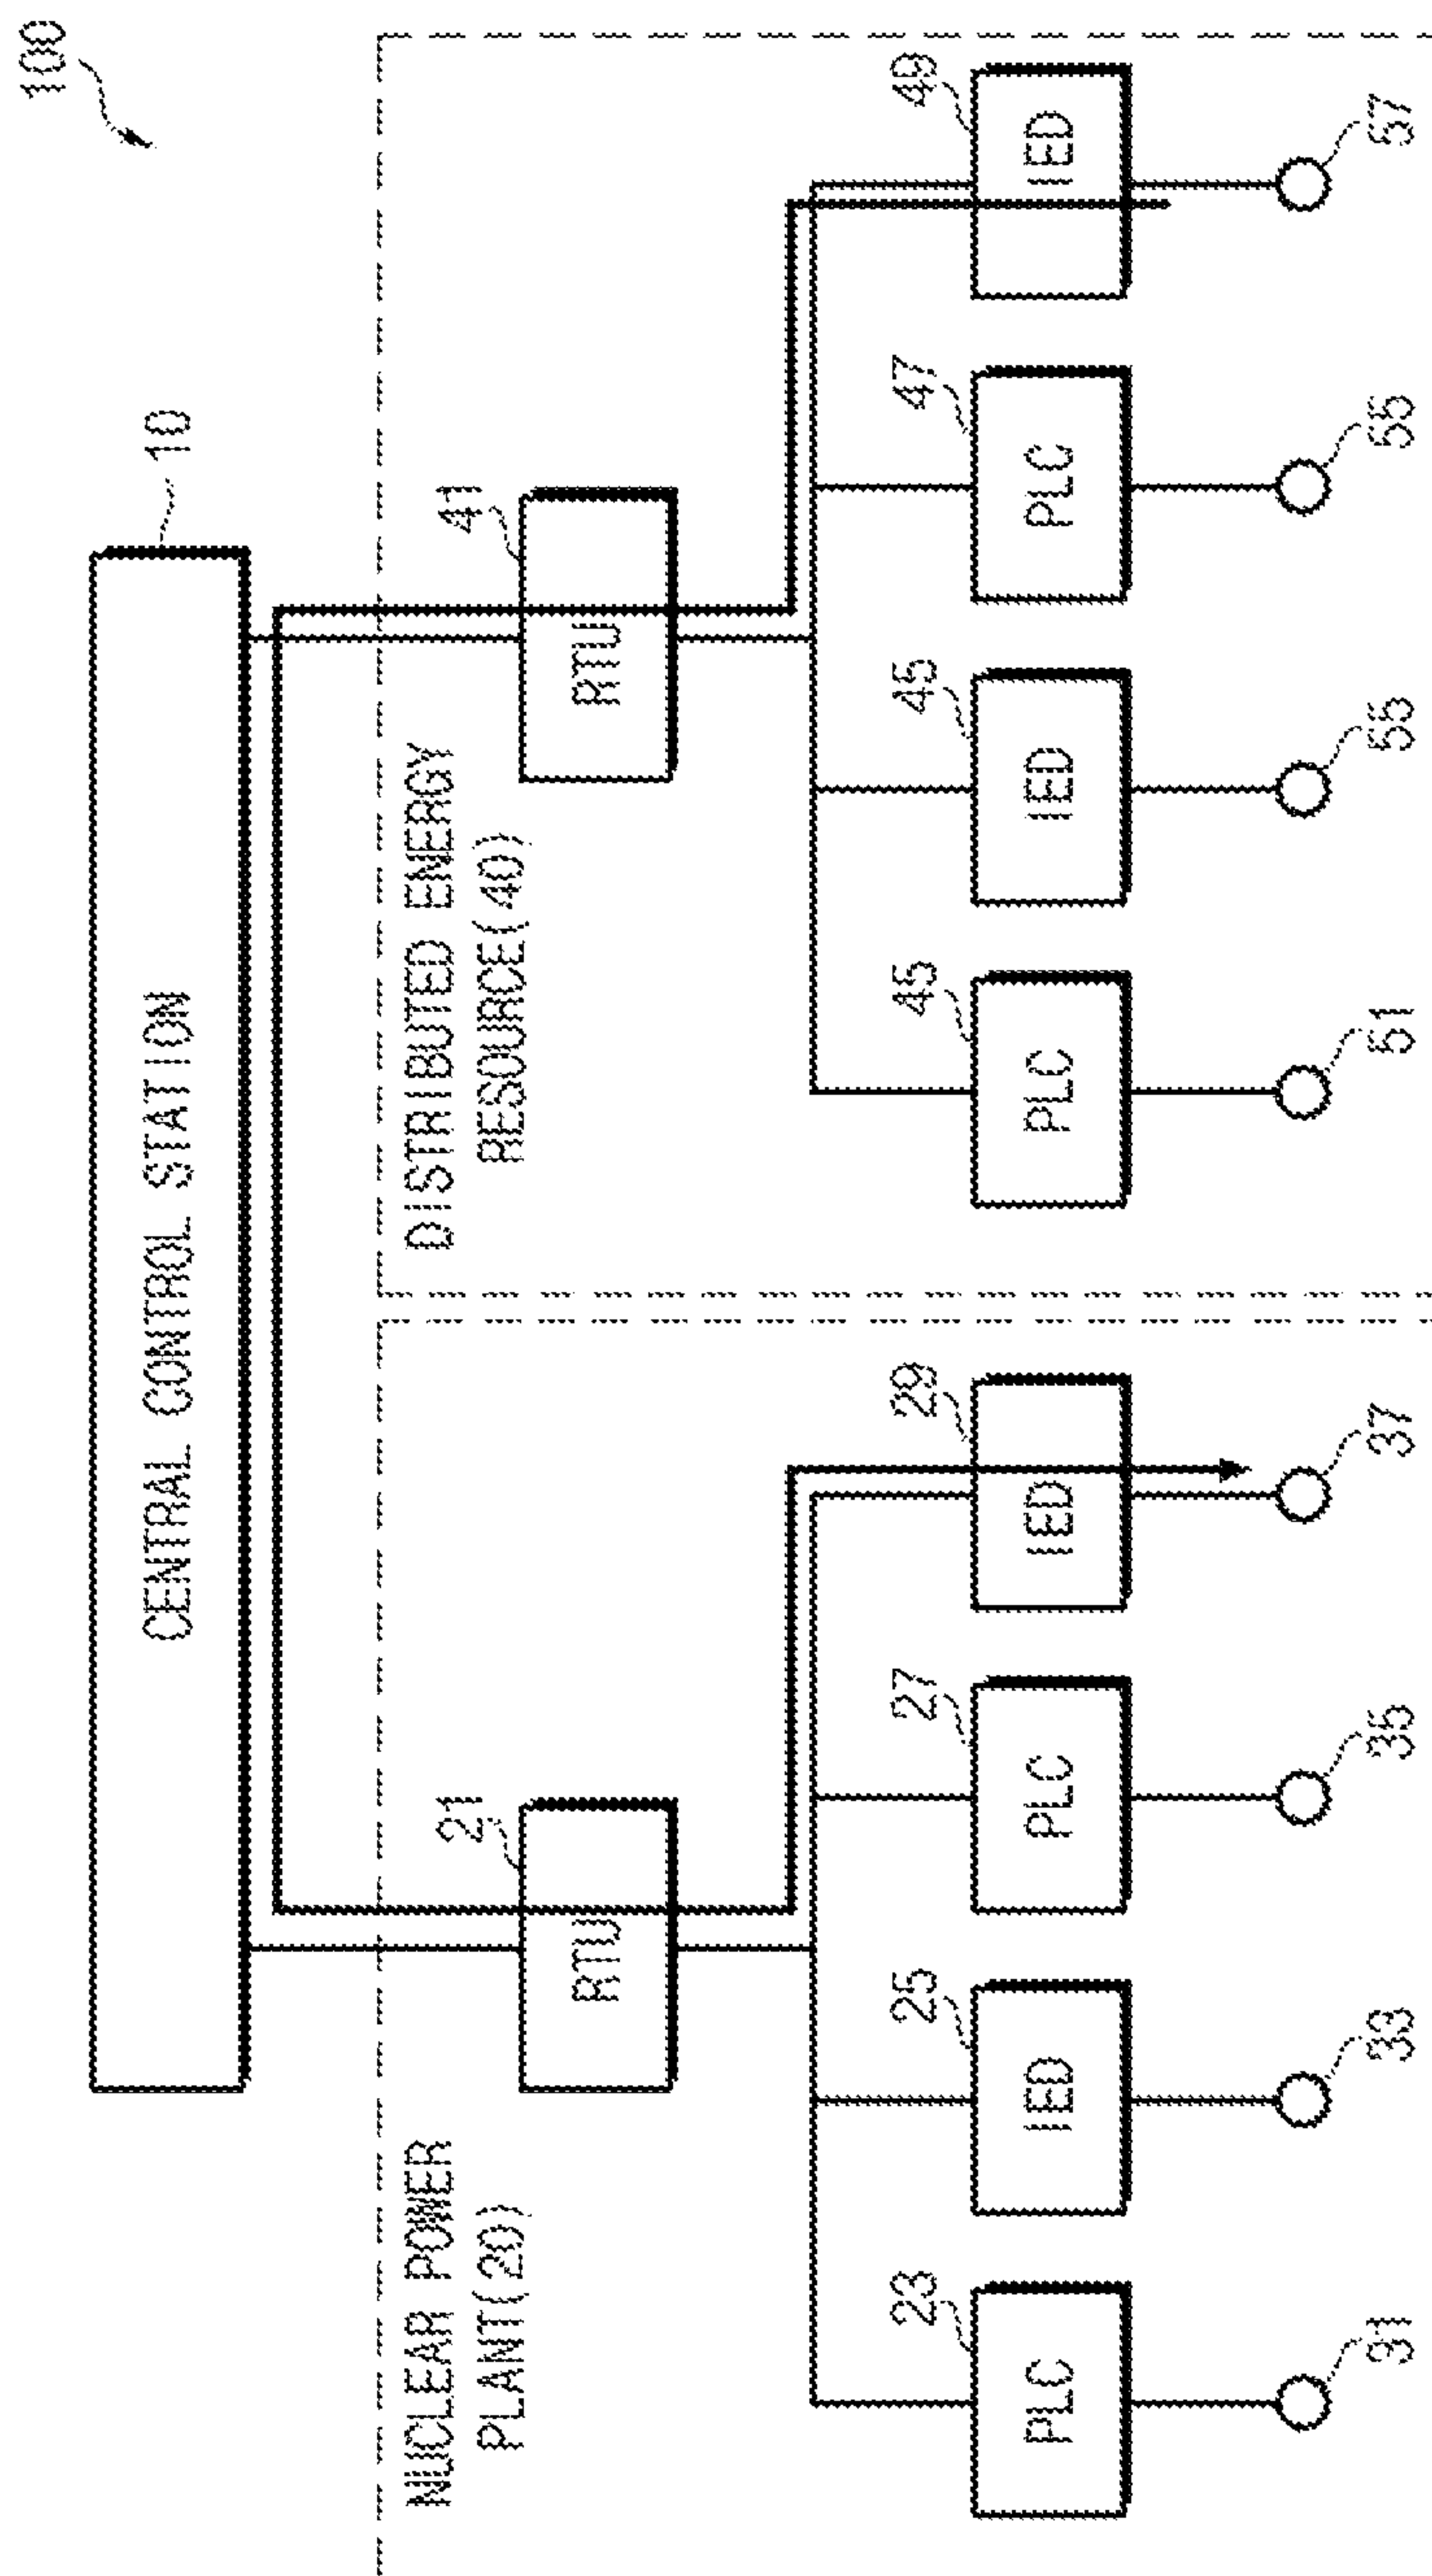 100
10
CENTRAL CONTROL STATION
NUCLEAR POWER
PLANT(20)
21
RTU
23
PLC
25
IED
27
PLC
29
IED
31
33
35
37
DISTRIBUTED ENERGY
RESOURCE(40)
41
RTU
45
PLC
45
IED
47
PLC
49
IED
51
55
55
57